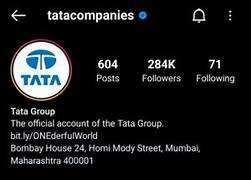 tatacompanies
TATA
604 284K 71
Posts Followers Following
Tata Group
The official account of the Tata Group.
bit.ly/ONEderfulWorld
Bombay House 24, Homi Mody Street, Mumbai,
Maharashtra 400001